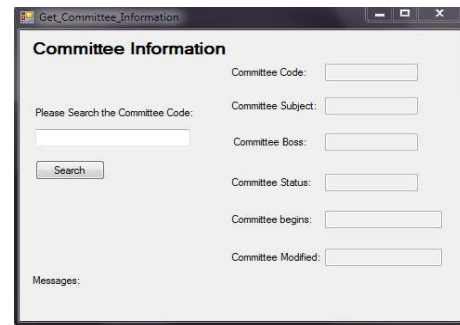 Get_Committee_Information
Committee Information
Committee Code:
Please Search the Committee Code:
Committee Subject:
Committee Boss:
Search
Committee Status:
Committee begins:
Committee Modified:
Messages: